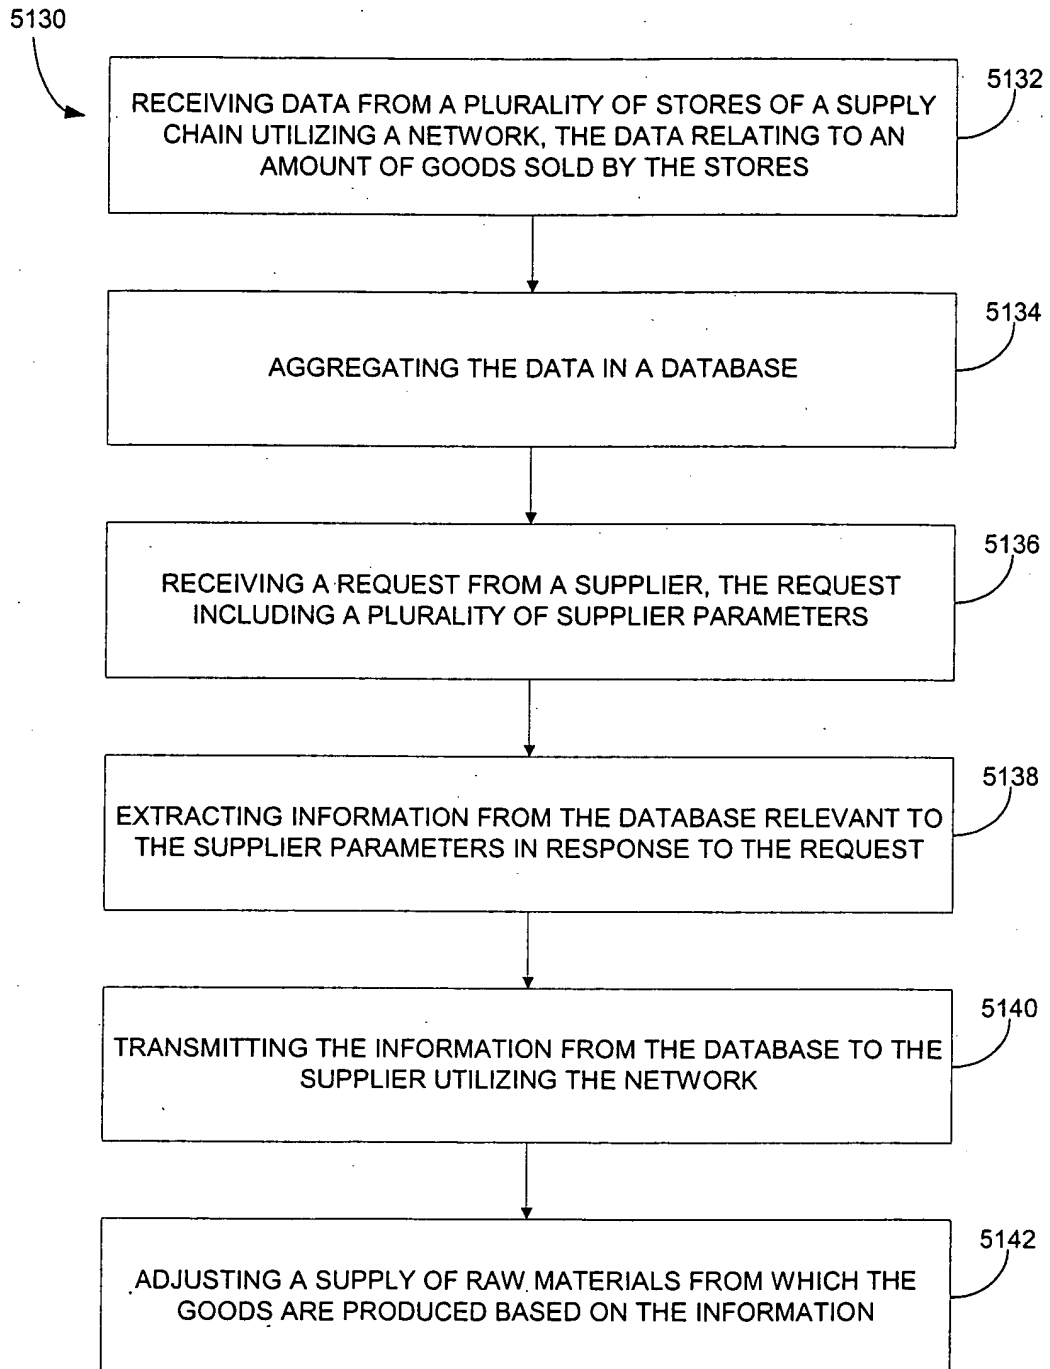 5130
RECEIVING DATA FROM A PLURALITY OF STORES OF A SUPPLY
CHAIN UTILIZING A NETWORK, THE DATA RELATING TO AN
AMOUNT OF GOODS SOLD BY THE STORES
5132
AGGREGATING THE DATA IN A DATABASE
5134
RECEIVING A REQUEST FROM A SUPPLIER, THE REQUEST
INCLUDING A PLURALITY OF SUPPLIER PARAMETERS
5136
EXTRACTING INFORMATION FROM THE DATABASE RELEVANT TO
THE SUPPLIER PARAMETERS IN RESPONSE TO THE REQUEST
5138
TRANSMITTING THE INFORMATION FROM THE DATABASE TO THE
SUPPLIER UTILIZING THE NETWORK
5140
ADJUSTING A SUPPLY OF RAW MATERIALS FROM WHICH THE
GOODS ARE PRODUCED BASED ON THE INFORMATION
5142